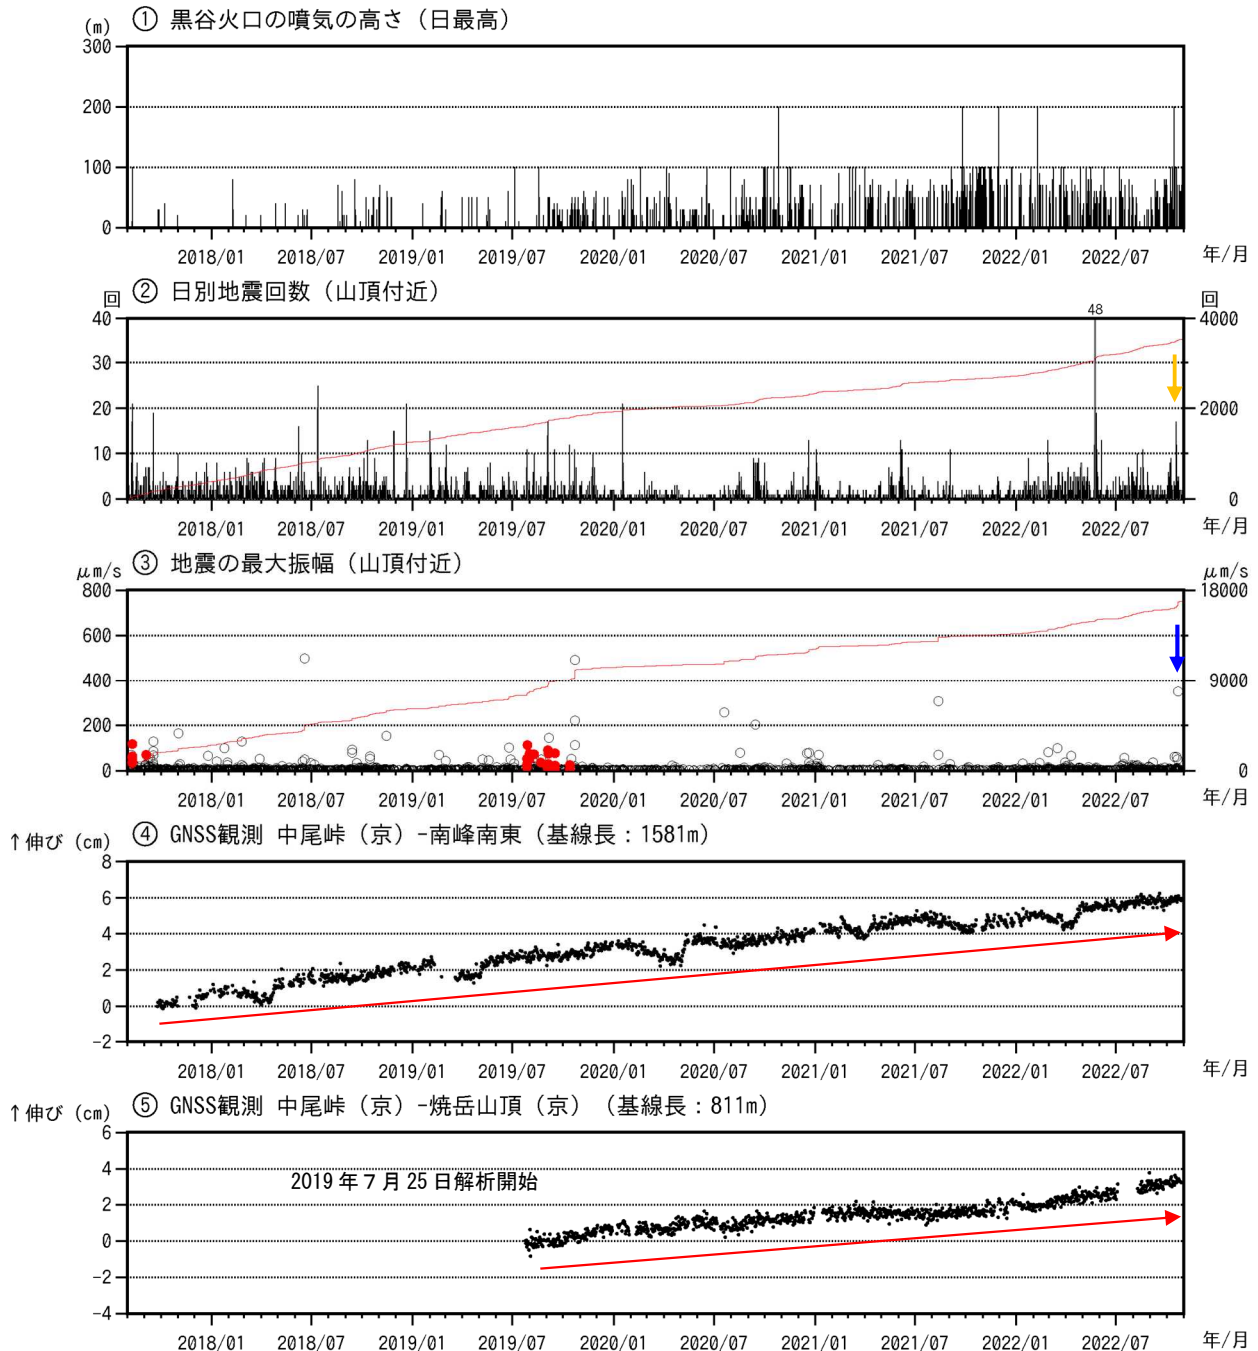 ① 黒谷火口の噴気の高さ（日最高）
(m)
300
200
100
0
2018/01 2018/07 2019/01 2019/07 2020/01 2020/07 2021/01 2021/07 2022/01 2022/07 年/月
② 日別地震回数（山頂付近）
回 回
48
40 4000
30
20 2000
10
0 0
2018/01 2018/07 2019/01 2019/07 2020/01 2020/07 2021/01 2021/07 2022/01 2022/07 年/月
③ 地震の最大振幅（山頂付近）
μm/s μm/s
800 18000
600
400 9000
200
0 0
2018/01 2018/07 2019/01 2019/07 2020/01 2020/07 2021/01 2021/07 2022/01 2022/07 年/月
④ GNSS観測 中尾峠（京）-南峰南東（基線長：1581m）
↑伸び (cm)
8
6
4
2
0
-2
2018/01 2018/07 2019/01 2019/07 2020/01 2020/07 2021/01 2021/07 2022/01 2022/07 年/月
⑤ GNSS観測 中尾峠（京）-焼岳山頂（京）（基線長：811m）
↑伸び (cm)
6
4
2019 年７月 25 日解析開始
2
0
-2
-4
2018/01 2018/07 2019/01 2019/07 2020/01 2020/07 2021/01 2021/07 2022/01 2022/07 年/月